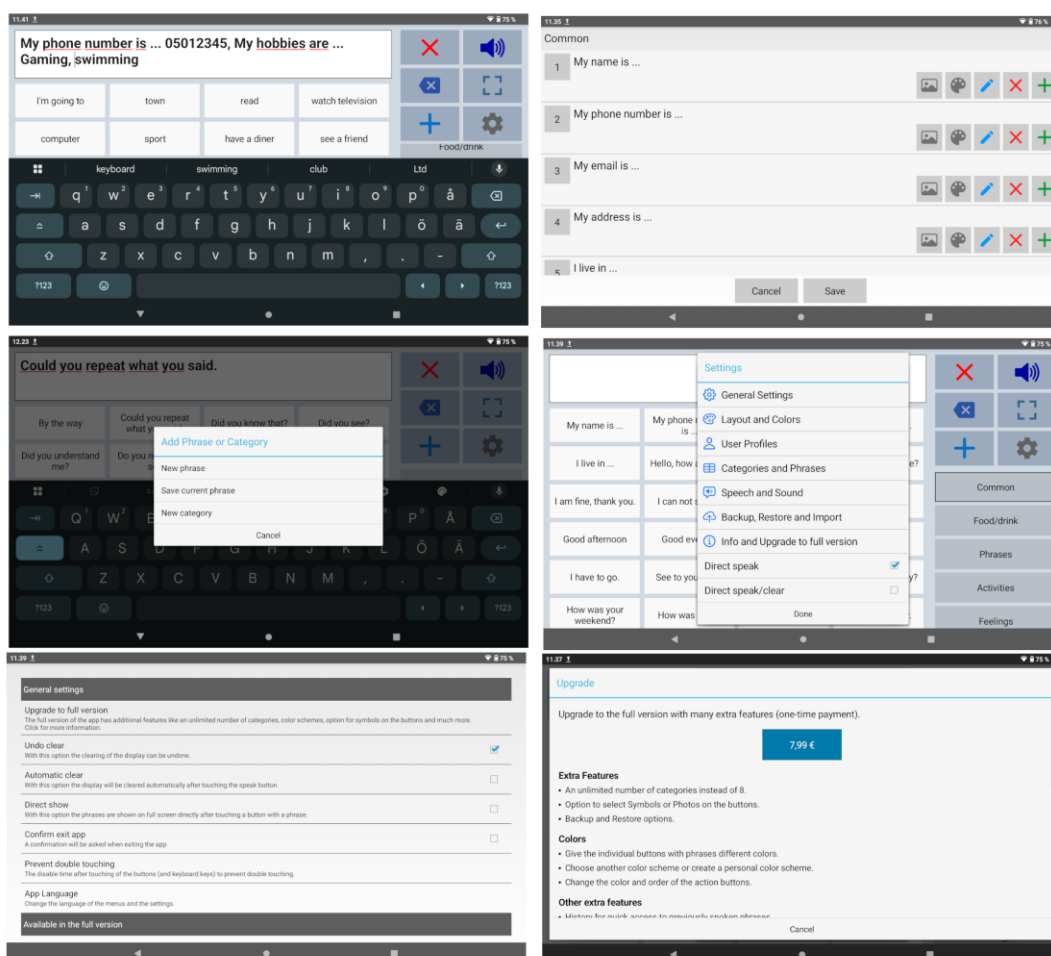 11.41
75 %
My phone number is ... 05012345, My hobbies are ...
Gaming, swimming
I'm going to
town
read
watch television
computer
sport
have a diner
see a friend
Food/drink
keyboard
swimming
club
Ltd
q1 w2 e3 r4 t5 y6 u7 i8 o9 p0 å
a s d f g h j k l ö ä
z x c v b n m , . -
?123
?123
11.35
76 %
Common
1 My name is ...
2 My phone number is ...
3 My email is ...
4 My address is ...
5 I live in ...
Cancel
Save
12.23
75 %
Could you repeat what you said.
By the way
Could you repeat
Did you know that?
Did you see?
Did you understand
me?
Add Phrase or Category
New phrase
Save current phrase
New category
Cancel
Q W E P0 Å
A S D F G H J K L Ö Ä
Z X C V B N M , . -
?123
?123
11.39
75 %
My name is ...
My phone
is ...
I live in ...
Hello, how
I am fine, thank you.
I can not
Good afternoon
Good
I have to go.
See to you
How was your
weekend?
How was
Settings
General Settings
Layout and Colors
User Profiles
Categories and Phrases
Speech and Sound
Backup, Restore and Import
Info and Upgrade to full version
Direct speak
Direct speak/clear
Done
Common
Food/drink
Phrases
Activities
Feelings
11.39
75 %
General settings
Upgrade to full version
The full version of the app has additional features like an unlimited number of categories, color schemes, option for symbols on the buttons and much more.
Click for more information.
Undo clear
With this option the clearing of the display can be undone.
Automatic clear
With this option the display will be cleared automatically after touching the speak button.
Direct show
With this option the phrases are shown on full screen directly after touching a button with a phrase.
Confirm exit app
A confirmation will be asked when exiting the app
Prevent double touching
The disable time after touching of the buttons (and keyboard keys) to prevent double touching.
App Language
Change the language of the menus and the settings.
Available in the full version
11.37
75 %
Upgrade
Upgrade to the full version with many extra features (one-time payment).
7,99 €
Extra Features
• An unlimited number of categories instead of 8.
• Option to select Symbols or Photos on the buttons.
• Backup and Restore options.
Colors
• Give the individual buttons with phrases different colors.
• Choose another color scheme or create a personal color scheme.
• Change the color and order of the action buttons.
Other extra features
• History for quick access to previously spoken phrases
Cancel